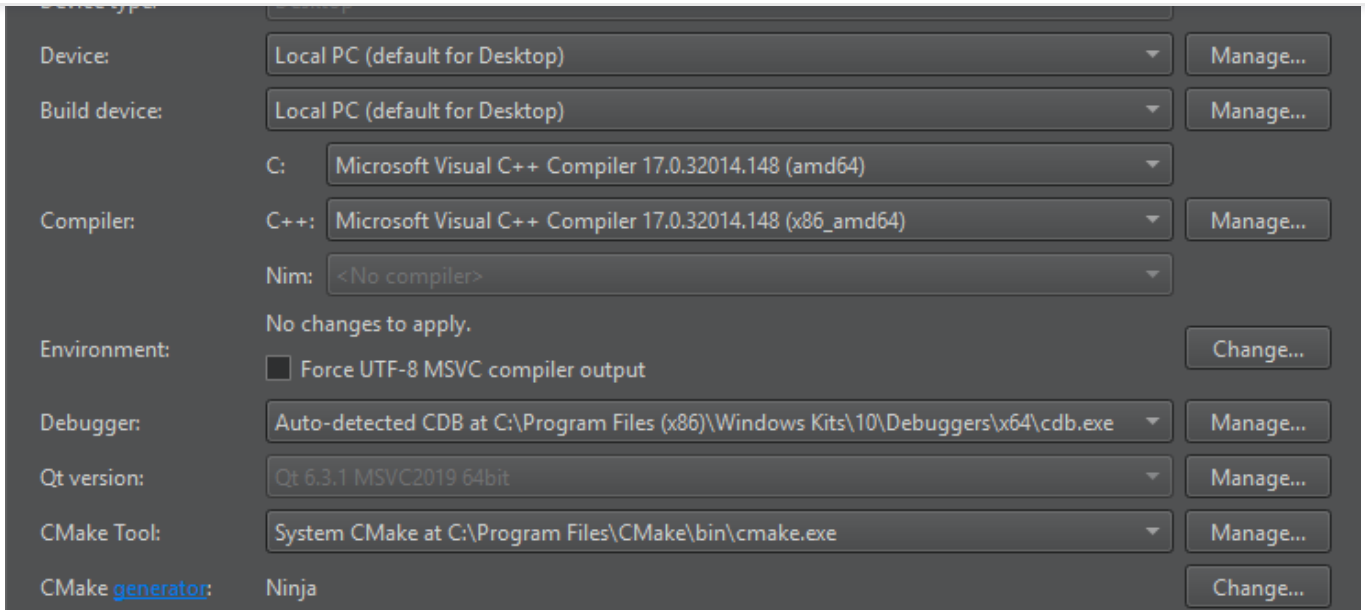 Device type: Desktop
Device: Local PC (default for Desktop) Manage...
Build device: Local PC (default for Desktop) Manage...
C: Microsoft Visual C++ Compiler 17.0.32014.148 (amd64)
Compiler: C++: Microsoft Visual C++ Compiler 17.0.32014.148 (x86_amd64) Manage...
Nim: <No compiler>
No changes to apply.
Environment: Change...
Force UTF-8 MSVC compiler output
Debugger: Auto-detected CDB at C:\Program Files (x86)\Windows Kits\10\Debuggers\x64\cdb.exe Manage...
Qt version: Qt 6.3.1 MSVC2019 64bit Manage...
CMake Tool: System CMake at C:\Program Files\CMake\bin\cmake.exe Manage...
CMake generator: Ninja Change...